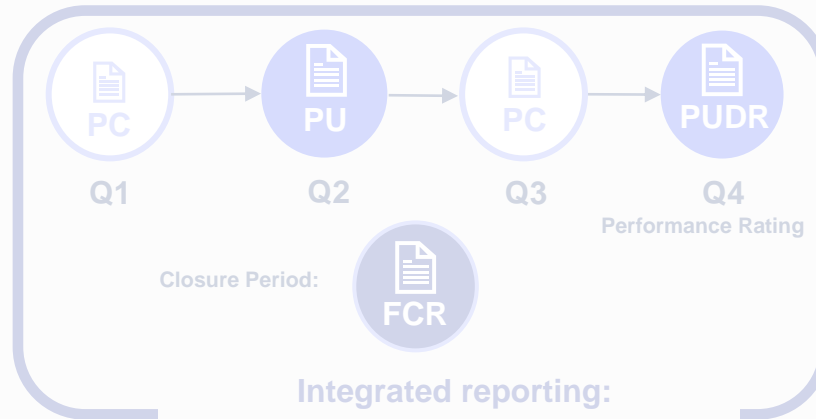 PC
PU
PC
PUDR
Q1
Q2
Q3
Q4
Performance Rating
Closure Period:
FCR
Integrated reporting: